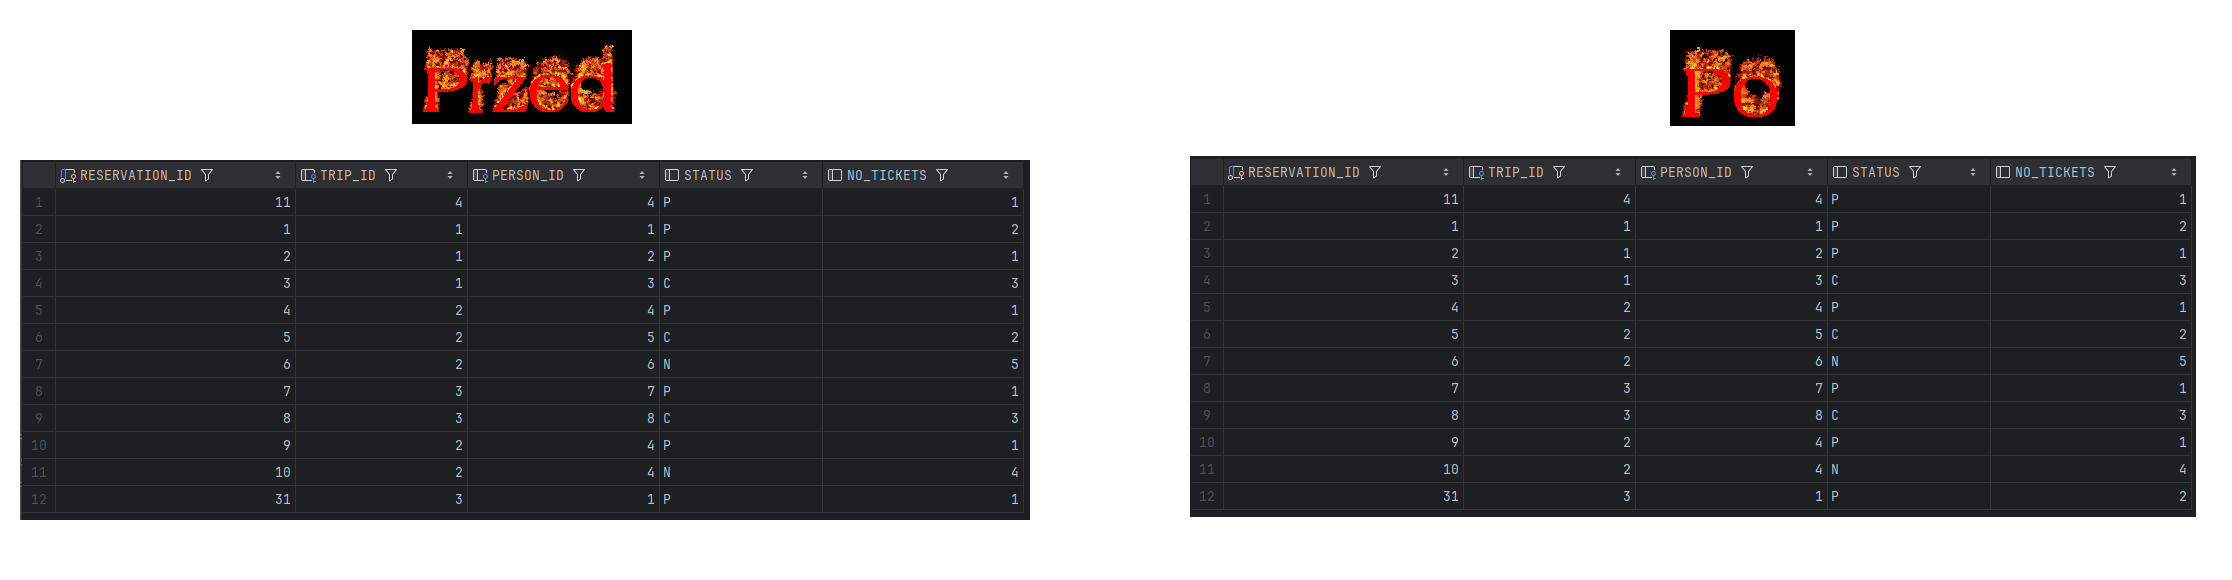 Przed
RESERVATION_ID TRIP_ID PERSON_ID STATUS NO_TICKETS
1 11 4 4 P 1
2 1 1 1 P 2
3 2 1 2 P 1
4 3 1 3 C 3
5 4 2 4 P 1
6 5 2 5 C 2
7 6 2 6 N 5
8 7 3 7 P 1
9 8 3 8 C 3
10 9 2 4 P 1
11 10 2 4 N 4
12 31 3 1 P 1
Po
RESERVATION_ID TRIP_ID PERSON_ID STATUS NO_TICKETS
1 11 4 4 P 1
2 1 1 1 P 2
3 2 1 2 P 1
4 3 1 3 C 3
5 4 2 4 P 1
6 5 2 5 C 2
7 6 2 6 N 5
8 7 3 7 P 1
9 8 3 8 C 3
10 9 2 4 P 1
11 10 2 4 N 4
12 31 3 1 P 2